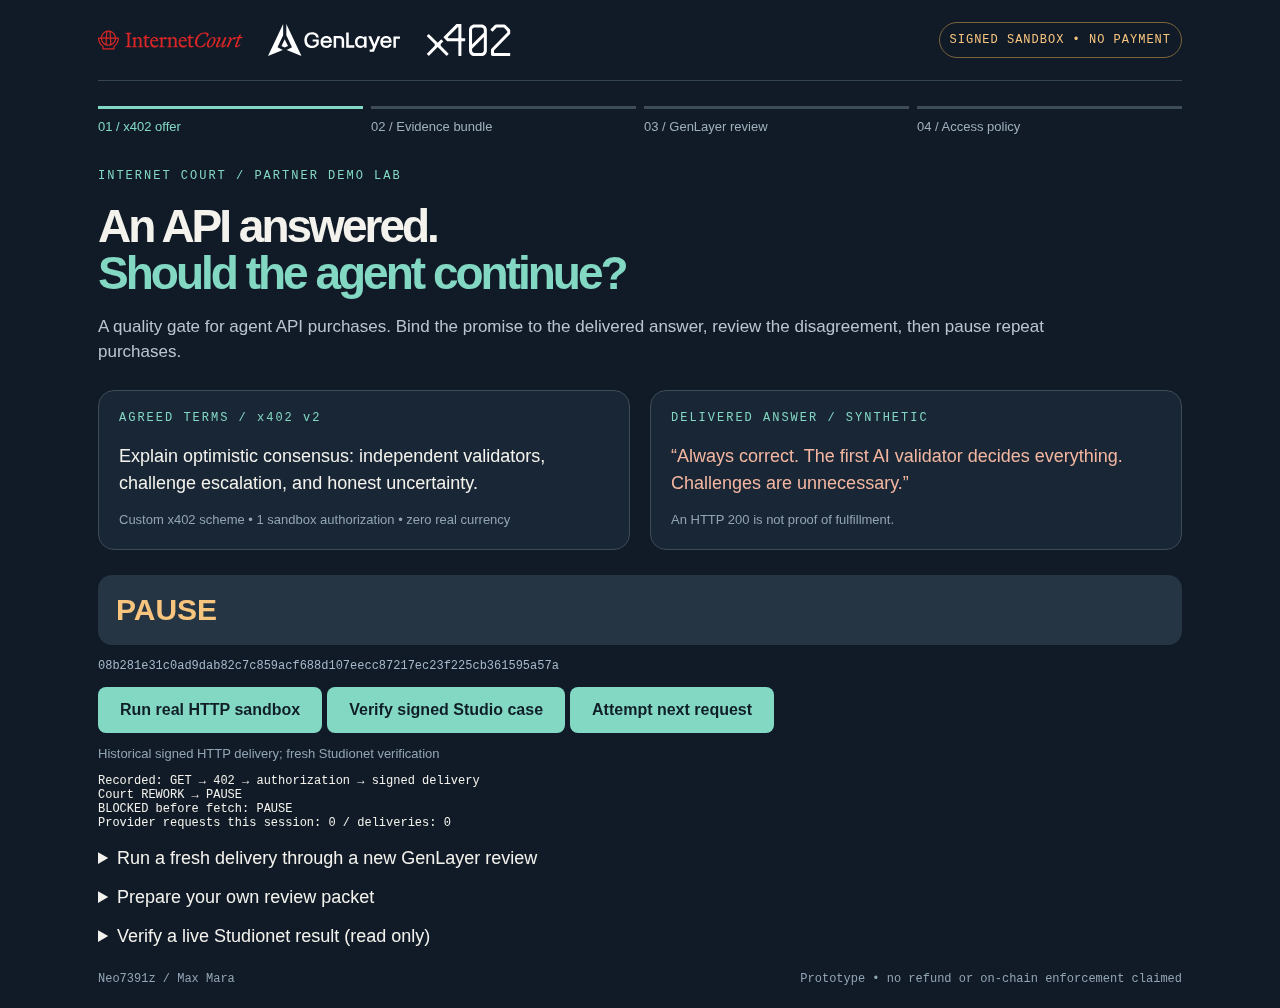 InternetCourt GenLayer x402 SIGNED SANDBOX • NO PAYMENT
01 / x402 offer 02 / Evidence bundle 03 / GenLayer review 04 / Access policy
INTERNET COURT / PARTNER DEMO LAB
An API answered.
Should the agent continue?
A quality gate for agent API purchases. Bind the promise to the delivered answer, review the disagreement, then pause repeat
purchases.
AGREED TERMS / x402 v2
Explain optimistic consensus: independent validators,
challenge escalation, and honest uncertainty.
Custom x402 scheme • 1 sandbox authorization • zero real currency
DELIVERED ANSWER / SYNTHETIC
“Always correct. The first AI validator decides everything.
Challenges are unnecessary.”
An HTTP 200 is not proof of fulfillment.
PAUSE
08b281e31c0ad9dab82c7c859acf688d107eecc87217ec23f225cb361595a57a
Run real HTTP sandbox Verify signed Studio case Attempt next request
Historical signed HTTP delivery; fresh Studionet verification
Recorded: GET → 402 → authorization → signed delivery
Court REWORK → PAUSE
BLOCKED before fetch: PAUSE
Provider requests this session: 0 / deliveries: 0
Run a fresh delivery through a new GenLayer review
Prepare your own review packet
Verify a live Studionet result (read only)
Neo7391z / Max Mara Prototype • no refund or on-chain enforcement claimed